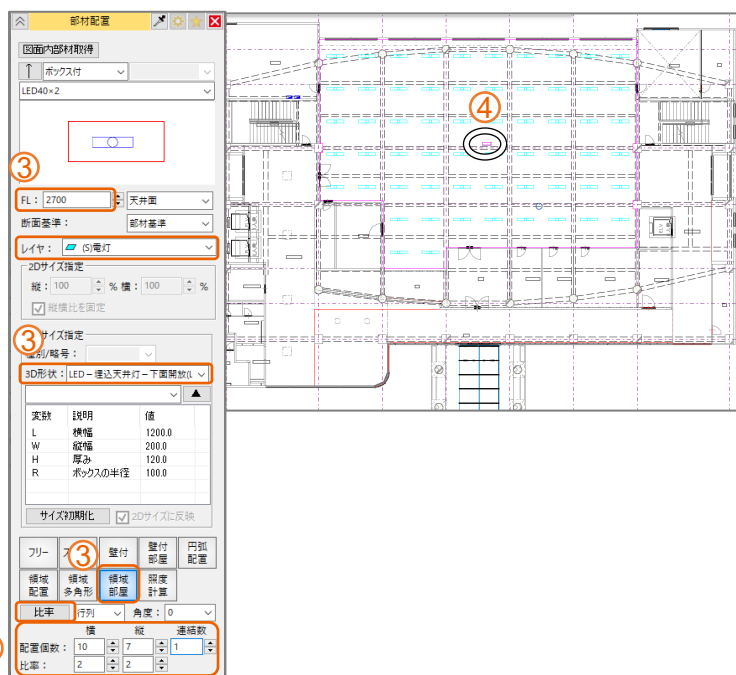 部材配置
図面内部材取得
ボックス付
LED40×2
③
④
FL： 2700 天井面
断面基準： 部材基準
レイヤ： (S)電灯
2Dサイズ指定
縦： 100 % 横： 100 %
縦横比を固定
③
サイズ指定
/略号：
3D形状： LED－埋込天井灯－下面開放(L
変数 説明 値
L 横幅 1200.0
W 縦幅 200.0
H 厚み 120.0
R ボックスの半径 100.0
サイズ初期化 2Dサイズに反映
フリー ③ 壁付 壁付部屋 円弧配置
領域配置 領域多角形 領域部屋 照度計算
比率 行列 角度： 0
横 縦 連結数
配置個数： 10 7 1
比率： 2 2